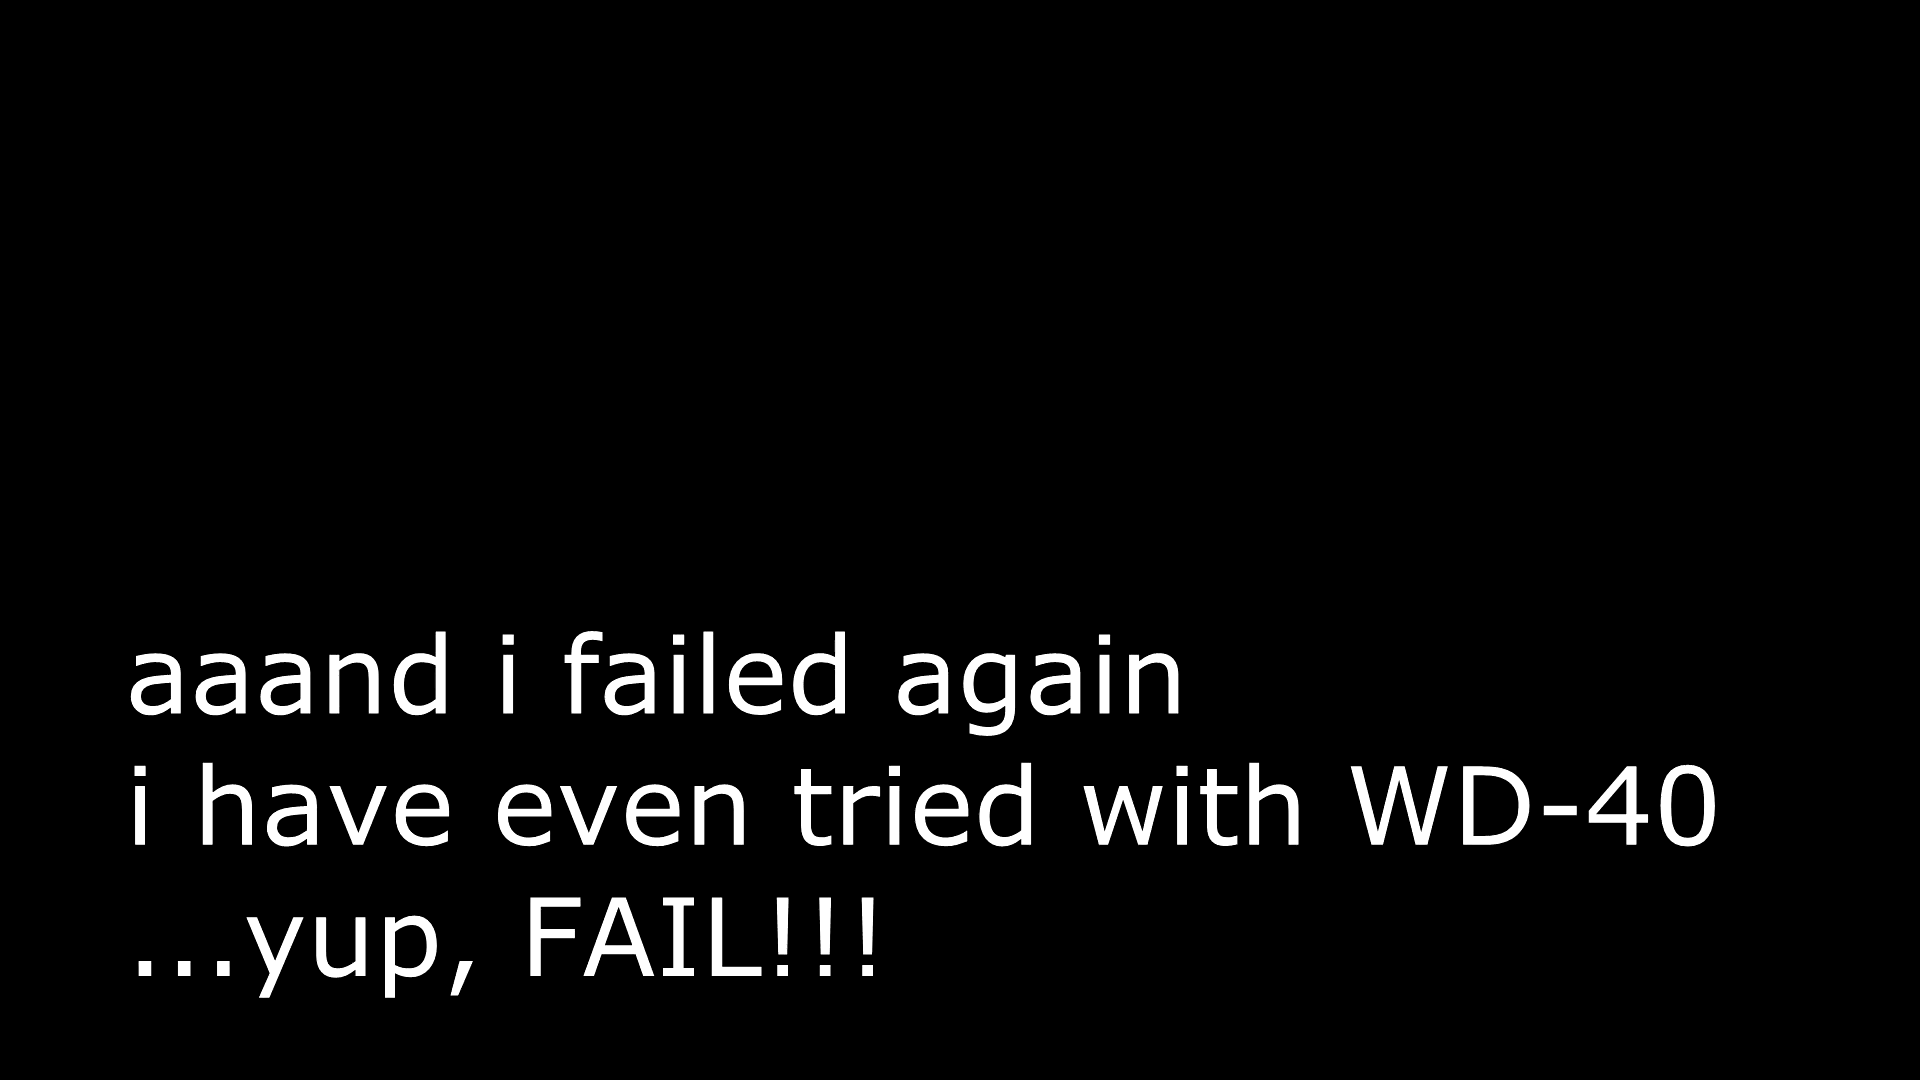 aaand i failed again
i have even tried with WD-40
...yup, FAIL!!!